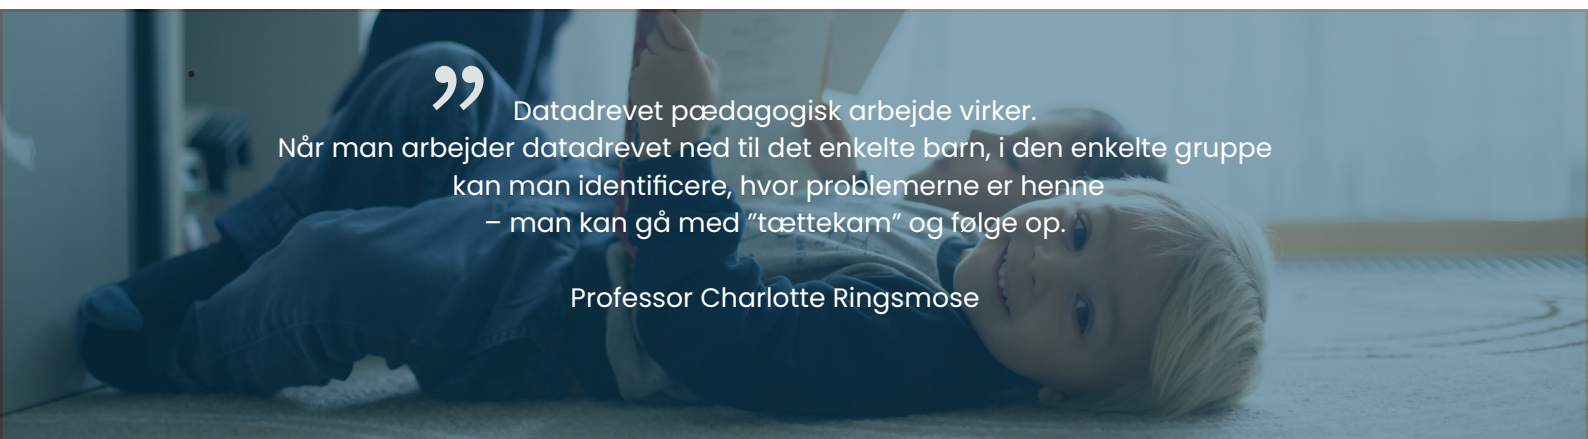 ” Datadrevet pædagogisk arbejde virker.
Når man arbejder datadrevet ned til det enkelte barn, i den enkelte gruppe
kan man identificere, hvor problemerne er henne
– man kan gå med ”tættekam” og følge op.
Professor Charlotte Ringsmose